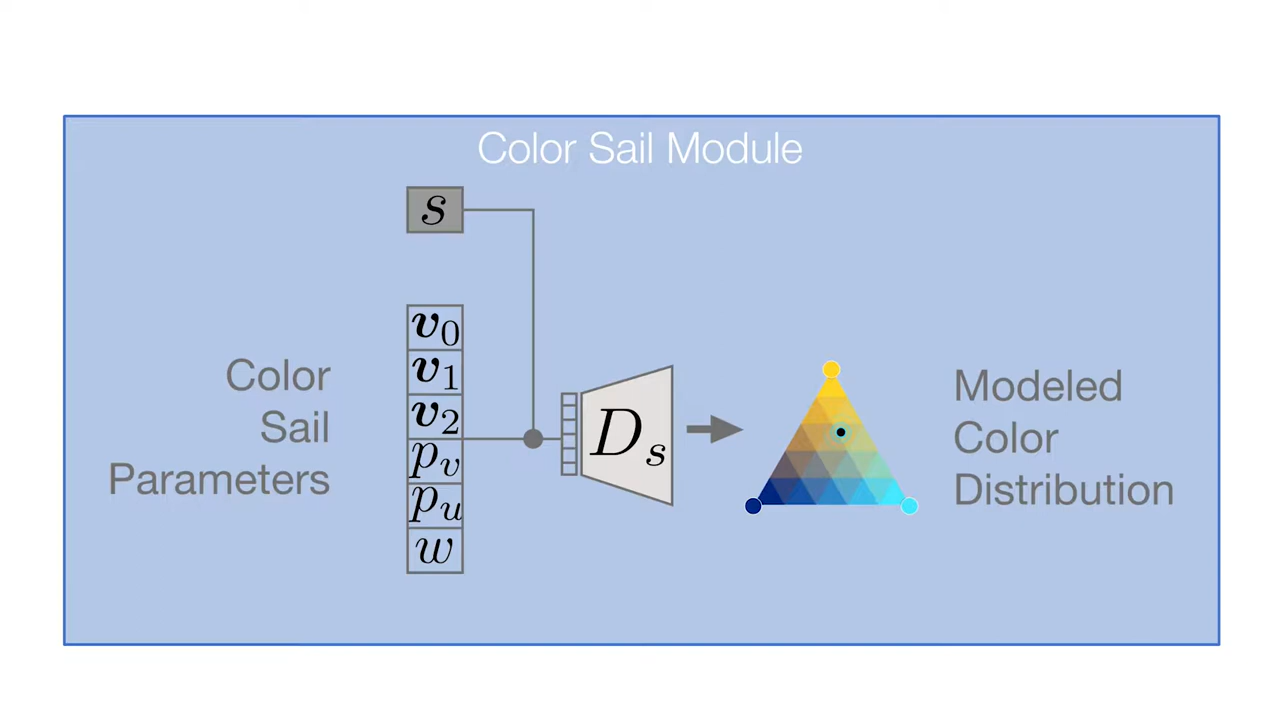 Color Sail Module
s
v0
v1
v2
pv
pu
w
Color
Sail
Parameters
Ds
Modeled
Color
Distribution